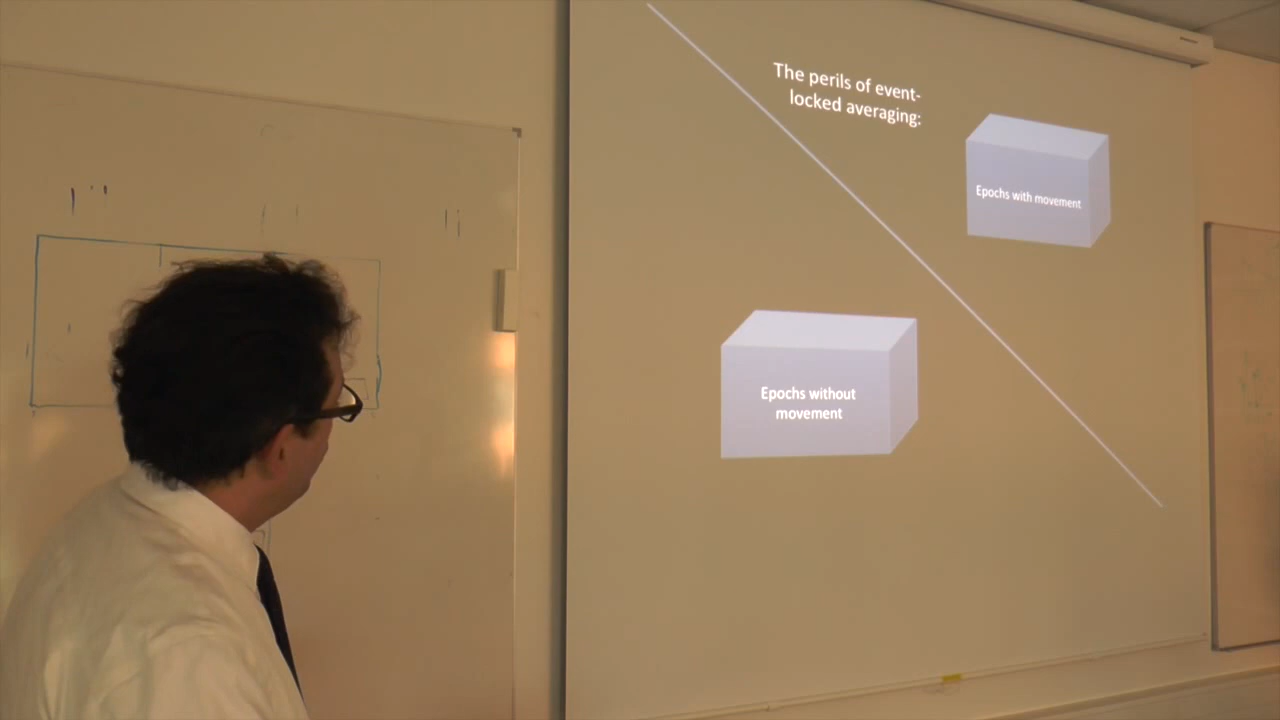 The perils of event-
locked averaging:
Epochs with movement
Epochs without
movement